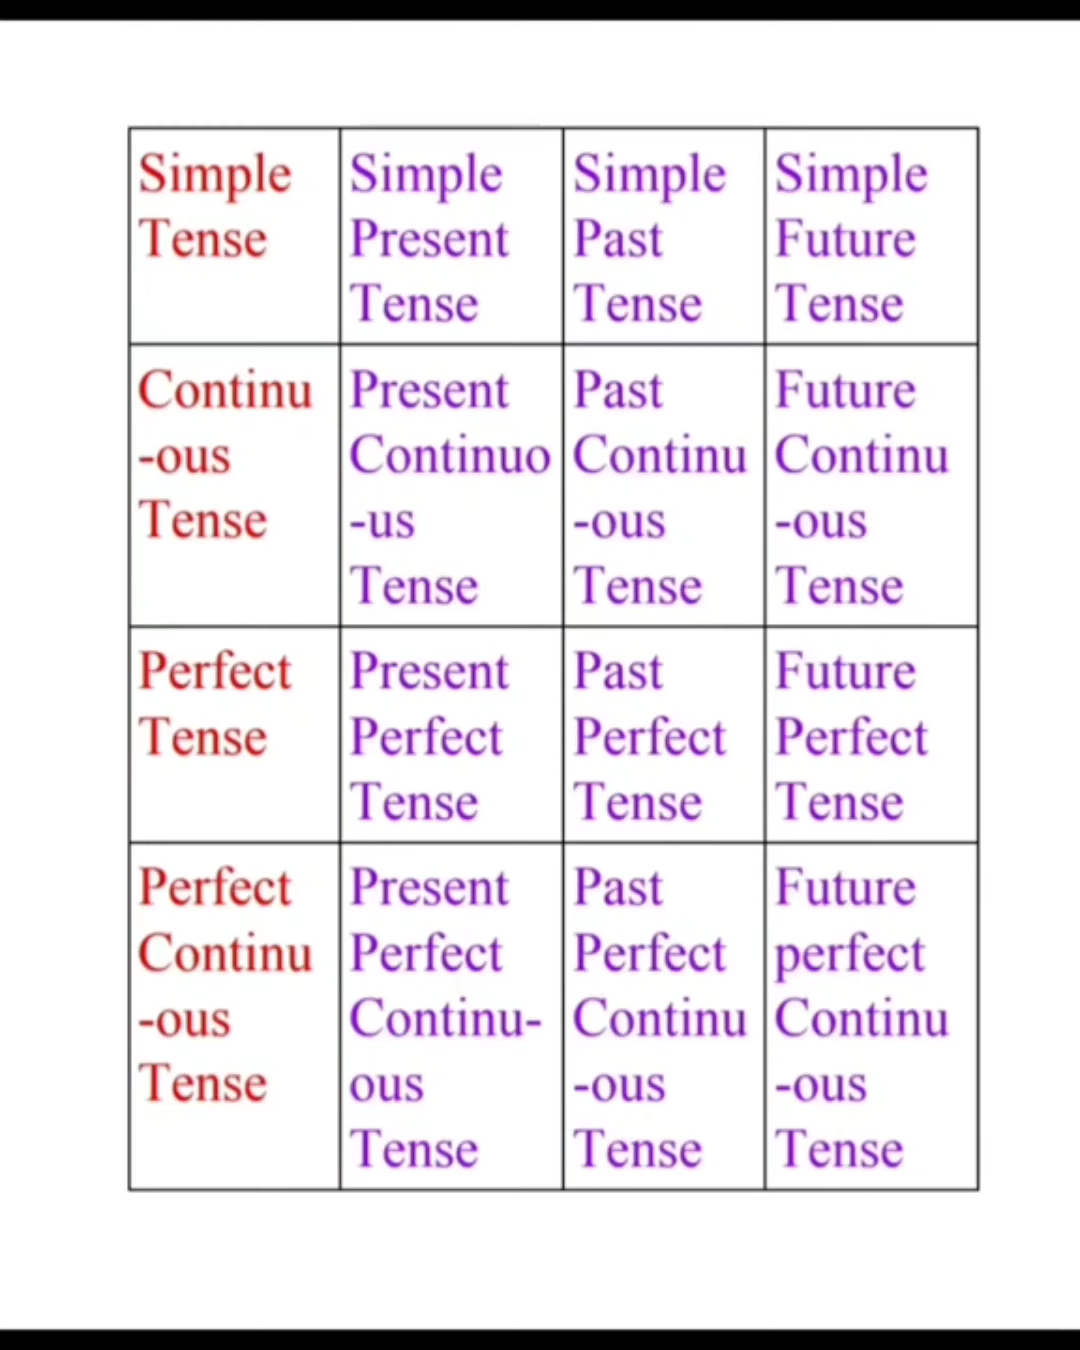 Simple
Tense
Simple
Present
Tense
Simple
Past
Tense
Simple
Future
Tense
Continu
-ous
Tense
Present
Continuo
-us
Tense
Past
Continu
-ous
Tense
Future
Continu
-ous
Tense
Perfect
Tense
Present
Perfect
Tense
Past
Perfect
Tense
Future
Perfect
Tense
Perfect
Continu
-ous
Tense
Present
Perfect
Continu-
ous
Tense
Past
Perfect
Continu
-ous
Tense
Future
perfect
Continu
-ous
Tense